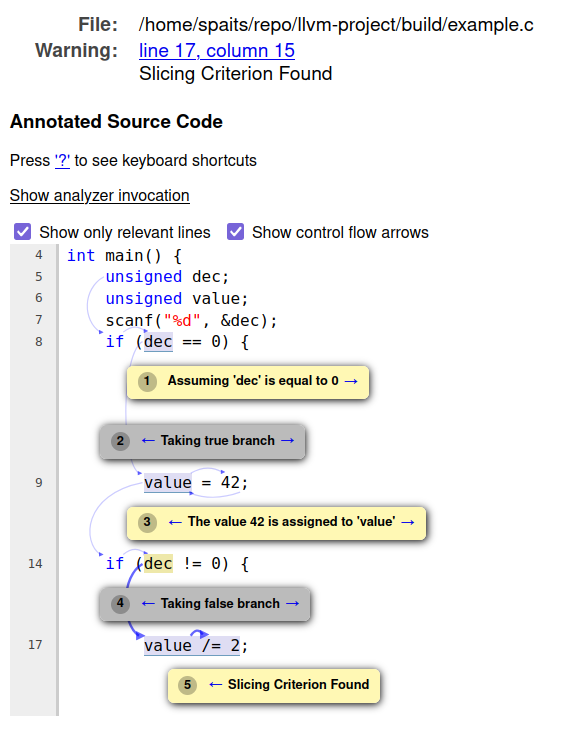 File: /home/spaits/repo/llvm-project/build/example.c
Warning: line 17, column 15
Slicing Criterion Found
Annotated Source Code
Press '?' to see keyboard shortcuts
Show analyzer invocation
Show only relevant lines Show control flow arrows
4 int main() {
5 unsigned dec;
6 unsigned value;
7 scanf("%d", &dec);
8 if (dec == 0) {
1 Assuming 'dec' is equal to 0 →
2 ← Taking true branch →
9 value = 42;
3 ← The value 42 is assigned to 'value' →
14 if (dec != 0) {
4 ← Taking false branch →
17 value /= 2;
5 ← Slicing Criterion Found